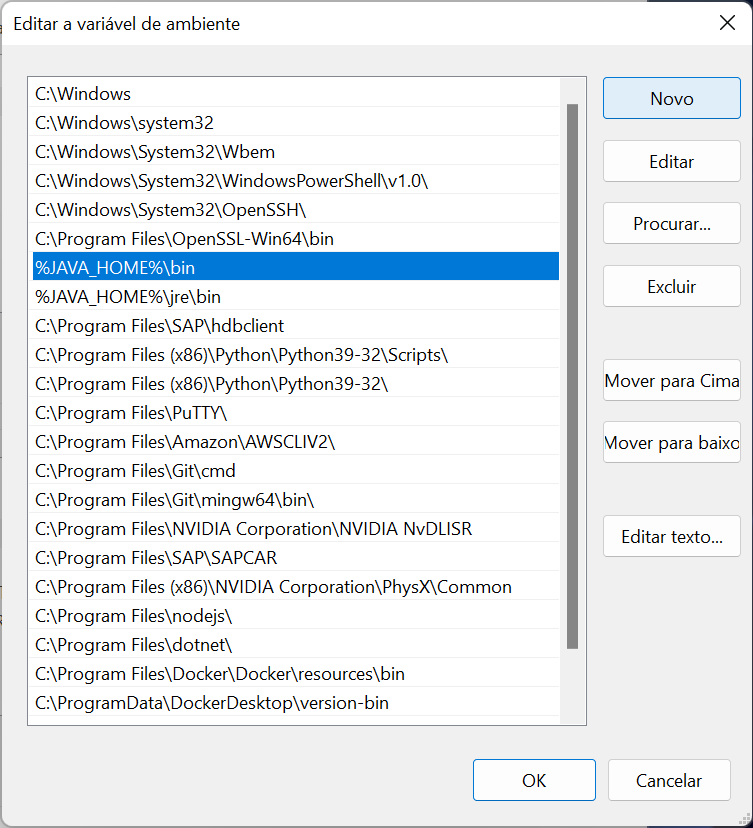 Editar a variável de ambiente
C:\Windows
C:\Windows\system32
C:\Windows\System32\Wbem
C:\Windows\System32\WindowsPowerShell\v1.0\
C:\Windows\System32\OpenSSH\
C:\Program Files\OpenSSL-Win64\bin
%JAVA_HOME%\bin
%JAVA_HOME%\jre\bin
C:\Program Files\SAP\hdbclient
C:\Program Files (x86)\Python\Python39-32\Scripts\
C:\Program Files (x86)\Python\Python39-32\
C:\Program Files\PuTTY\
C:\Program Files\Amazon\AWSCLIV2\
C:\Program Files\Git\cmd
C:\Program Files\Git\mingw64\bin\
C:\Program Files\NVIDIA Corporation\NVIDIA NvDLISR
C:\Program Files\SAP\SAPCAR
C:\Program Files (x86)\NVIDIA Corporation\PhysX\Common
C:\Program Files\nodejs\
C:\Program Files\dotnet\
C:\Program Files\Docker\Docker\resources\bin
C:\ProgramData\DockerDesktop\version-bin
Novo
Editar
Procurar...
Excluir
Mover para Cima
Mover para baixo
Editar texto...
OK
Cancelar